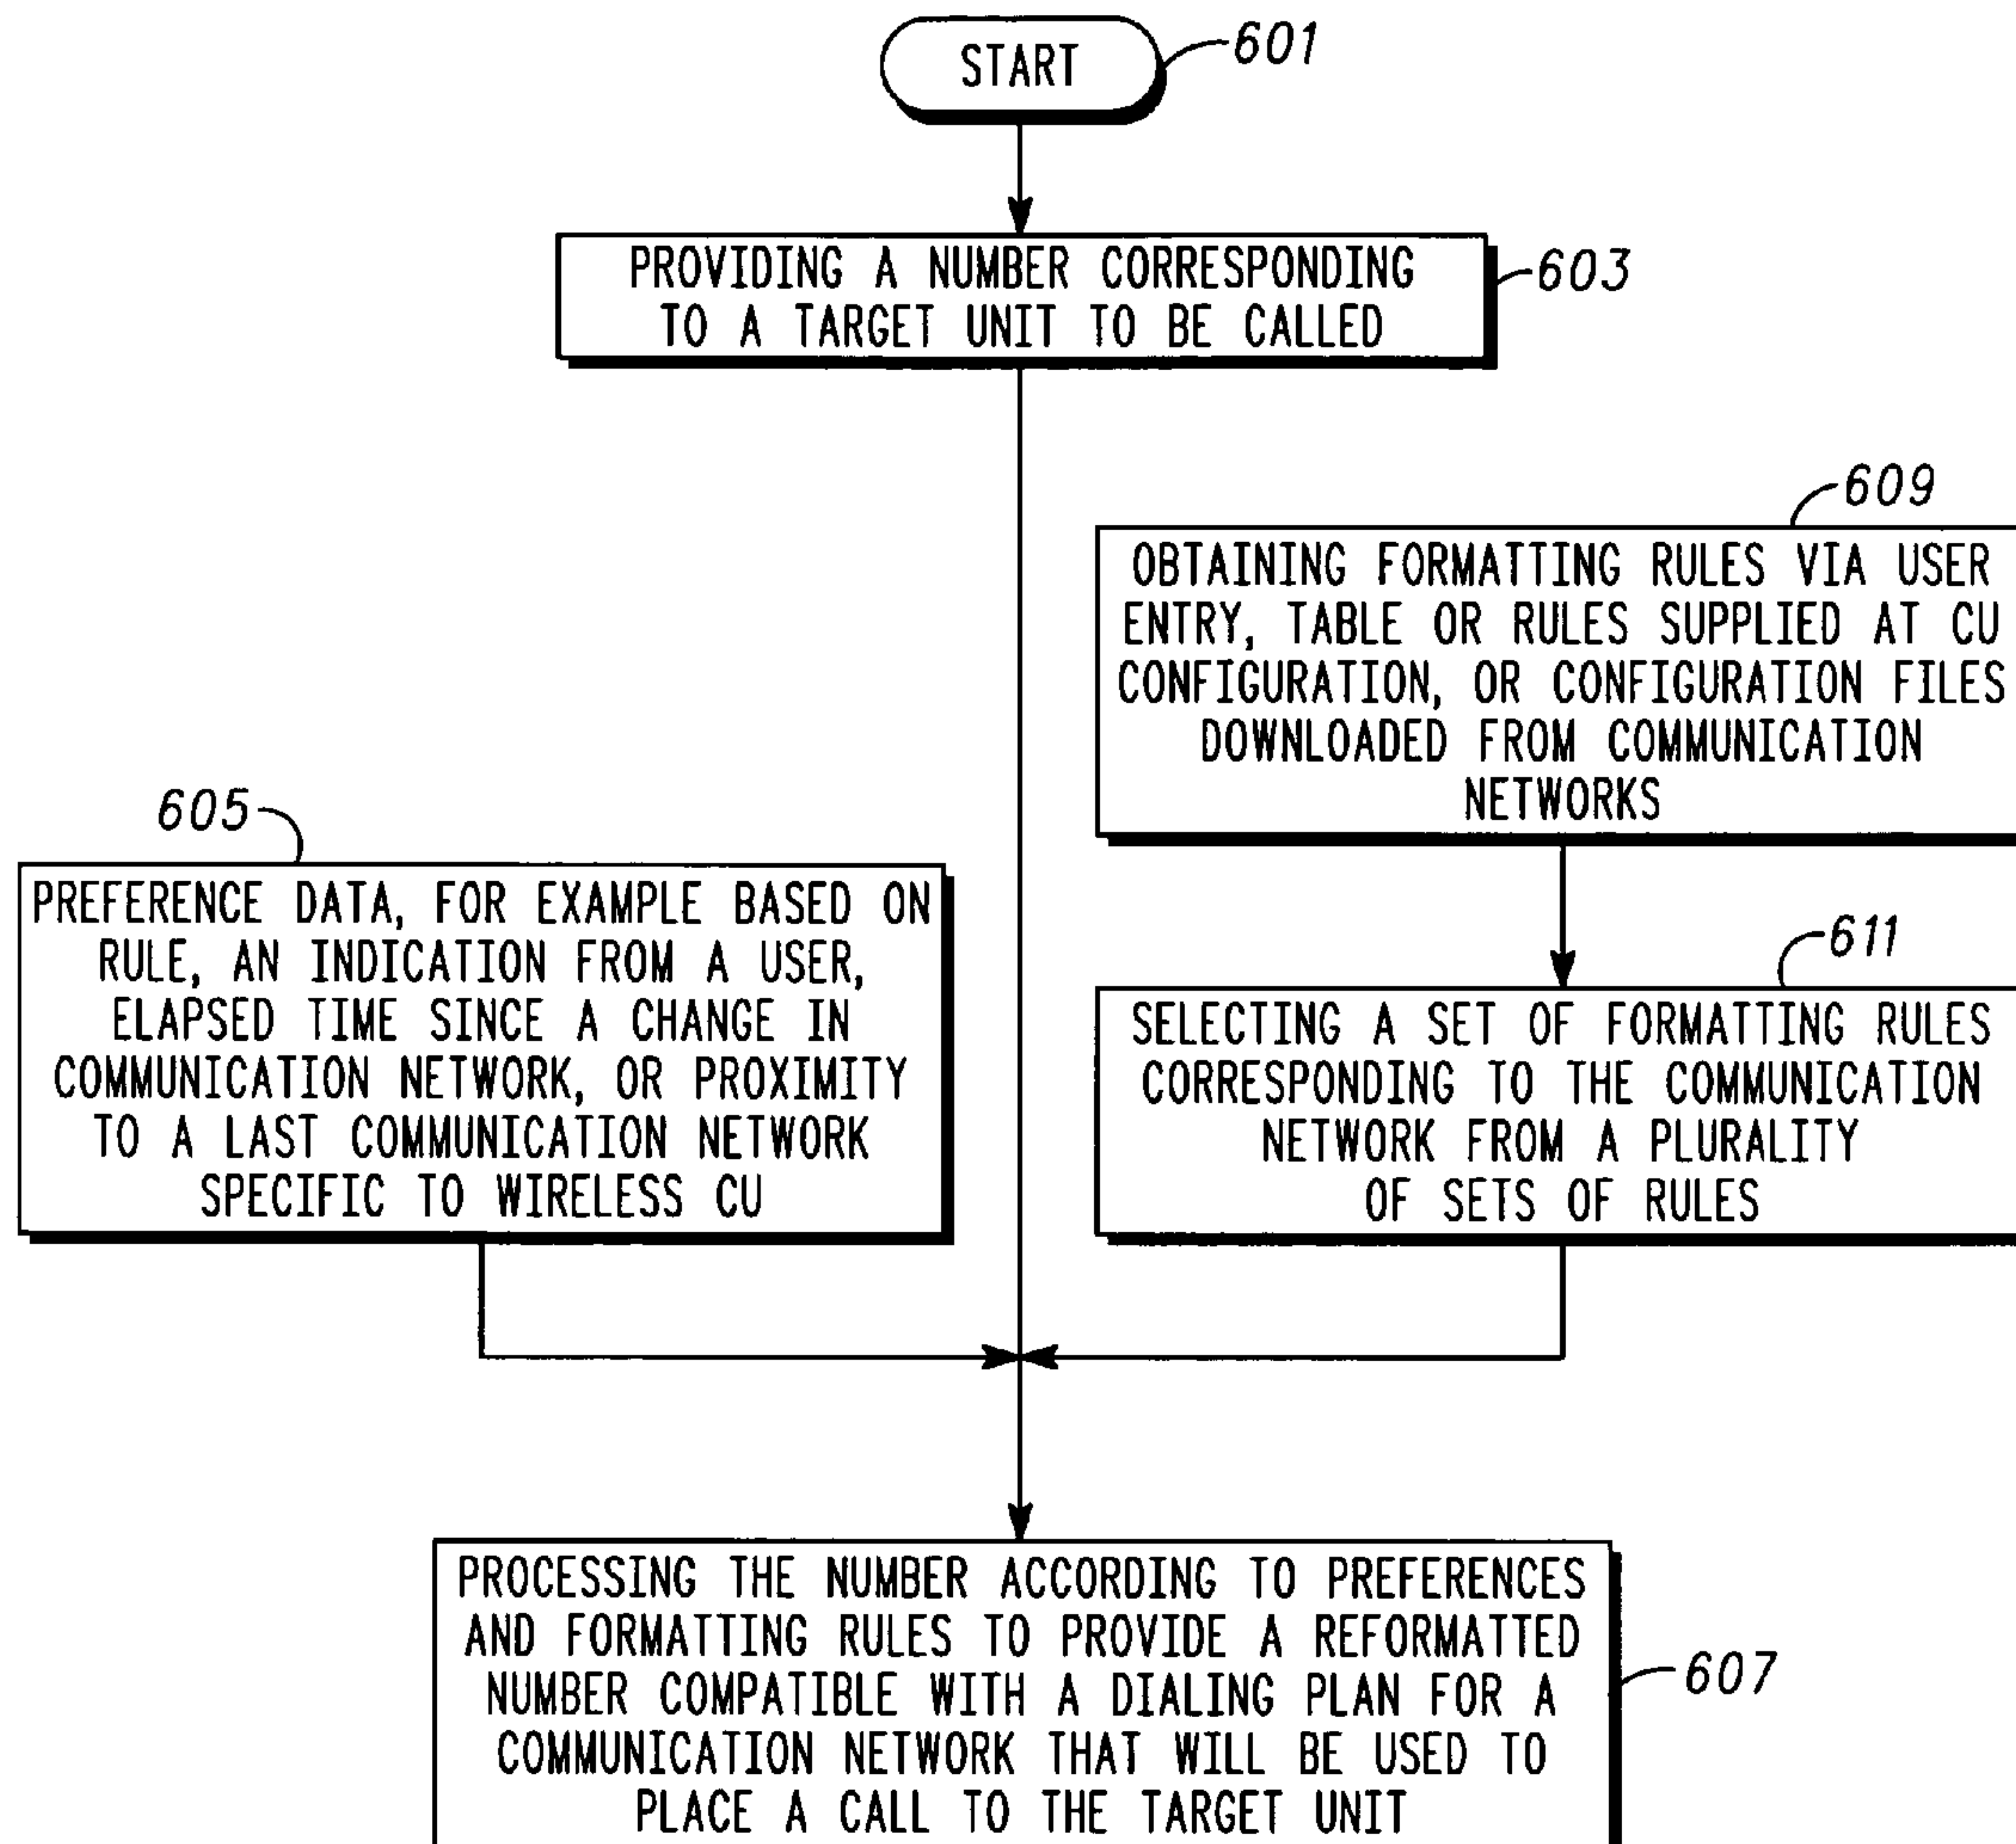 START
601
PROVIDING A NUMBER CORRESPONDING
TO A TARGET UNIT TO BE CALLED
603
609
OBTAINING FORMATTING RULES VIA USER
ENTRY, TABLE OR RULES SUPPLIED AT CU
CONFIGURATION, OR CONFIGURATION FILES
DOWNLOADED FROM COMMUNICATION
NETWORKS
605
PREFERENCE DATA, FOR EXAMPLE BASED ON
RULE, AN INDICATION FROM A USER,
ELAPSED TIME SINCE A CHANGE IN
COMMUNICATION NETWORK, OR PROXIMITY
TO A LAST COMMUNICATION NETWORK
SPECIFIC TO WIRELESS CU
611
SELECTING A SET OF FORMATTING RULES
CORRESPONDING TO THE COMMUNICATION
NETWORK FROM A PLURALITY
OF SETS OF RULES
PROCESSING THE NUMBER ACCORDING TO PREFERENCES
AND FORMATTING RULES TO PROVIDE A REFORMATTED
NUMBER COMPATIBLE WITH A DIALING PLAN FOR A
COMMUNICATION NETWORK THAT WILL BE USED TO
PLACE A CALL TO THE TARGET UNIT
607